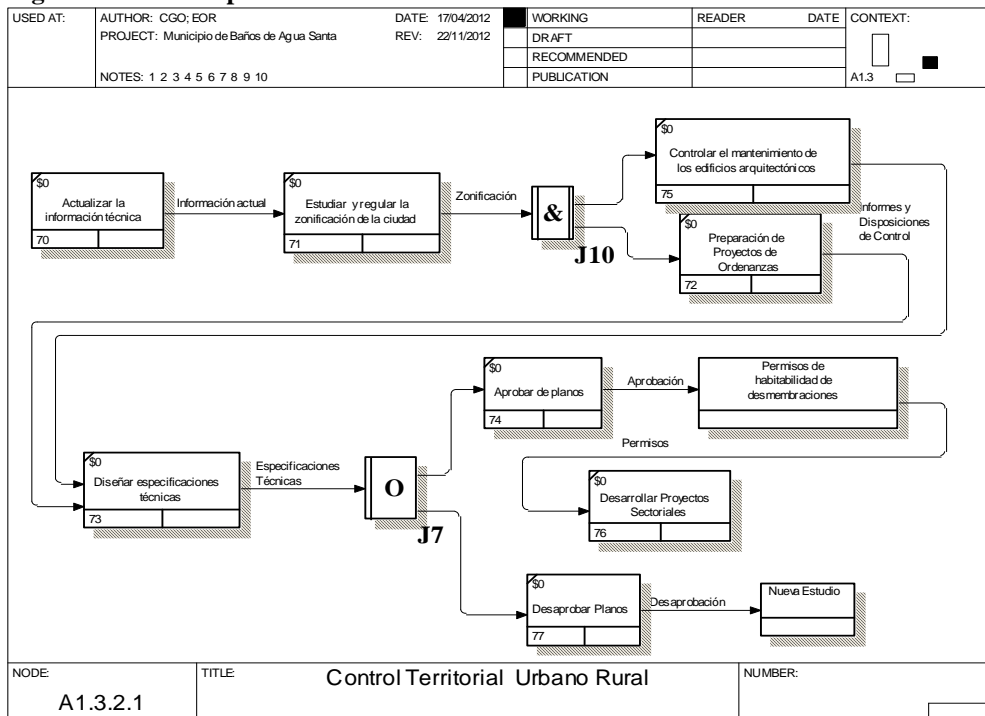 USED AT:
AUTHOR: CGO; EOR
DATE: 17/04/2012
PROJECT: Municipio de Baños de Agua Santa
REV: 22/11/2012
NOTES: 1 2 3 4 5 6 7 8 9 10
WORKING
DRAFT
RECOMMENDED
PUBLICATION
READER
DATE
CONTEXT:
A1.3
$0
Actualizar la
información técnica
70
Información actual
$0
Estudiar y regular la
zonificación de la ciudad
71
Zonificación
&
J10
$0
Controlar el mantenimiento de
los edificios arquitectónicos
75
$0
Preparación de
Proyectos de
Ordenanzas
72
Informes y
Disposiciones
de Control
$0
Diseñar especificaciones
técnicas
73
Especificaciones
Técnicas
O
J7
$0
Aprobar de planos
74
Aprobación
Permisos de
habitabilidad de
desmembraciones
Permisos
$0
Desarrollar Proyectos
Sectoriales
76
$0
Desaprobar Planos
77
Desaprobación
Nueva Estudio
NODE:
A1.3.2.1
TITLE:
Control Territorial Urbano Rural
NUMBER: